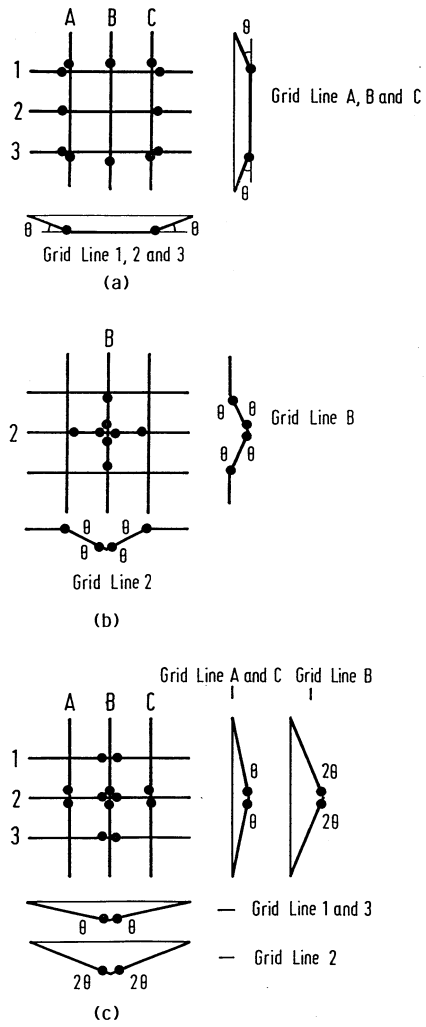 A B C
1
2
3
θ
θ
Grid Line A, B and C
θ θ
Grid Line 1, 2 and 3
(a)
B
2
θ θ
θ θ
Grid Line B
θ θ
θ θ
Grid Line 2
(b)
Grid Line A and C Grid Line B
A B C
1
2
3
θ
θ
2θ
2θ
θ θ
Grid Line 1 and 3
2θ 2θ
Grid Line 2
(c)